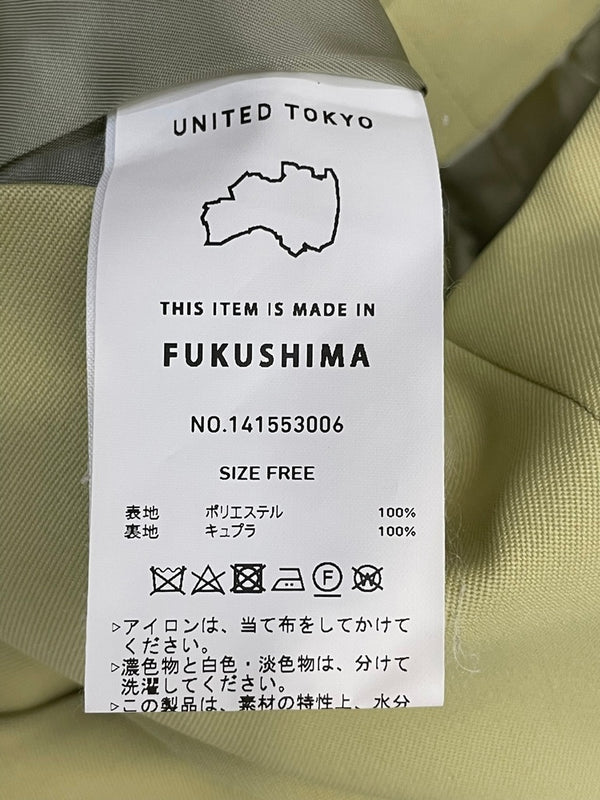 UNITED TOKYO
THIS ITEM IS MADE IN
FUKUSHIMA
NO.141553006
SIZE FREE
表地 ポリエステル 100%
裏地 キュプラ 100%
F W
▷アイロンは、当て布をしてかけて
ください。
▷濃色物と白色・淡色物は、分けて
洗濯してください。
▷この製品は、素材の特性上、水分